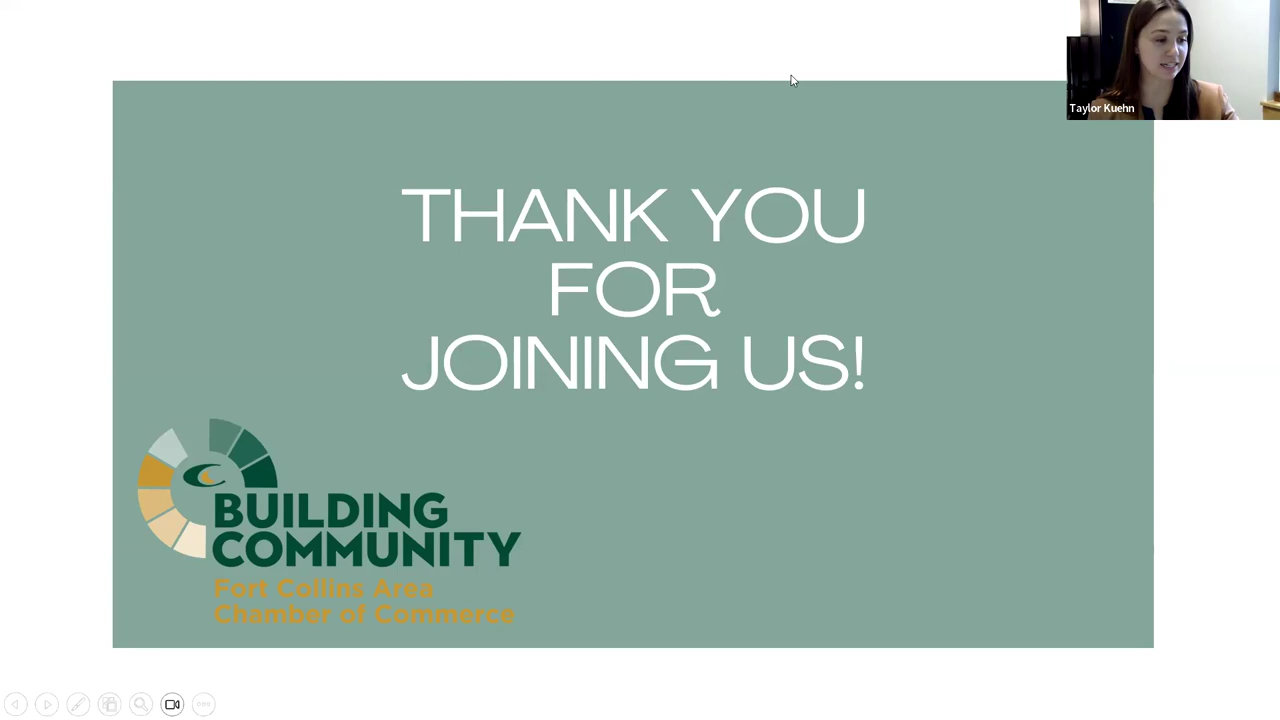 Taylor Kuehn
THANK YOU
FOR
JOINING US!
BUILDING
COMMUNITY
Fort Collins Area
Chamber of Commerce